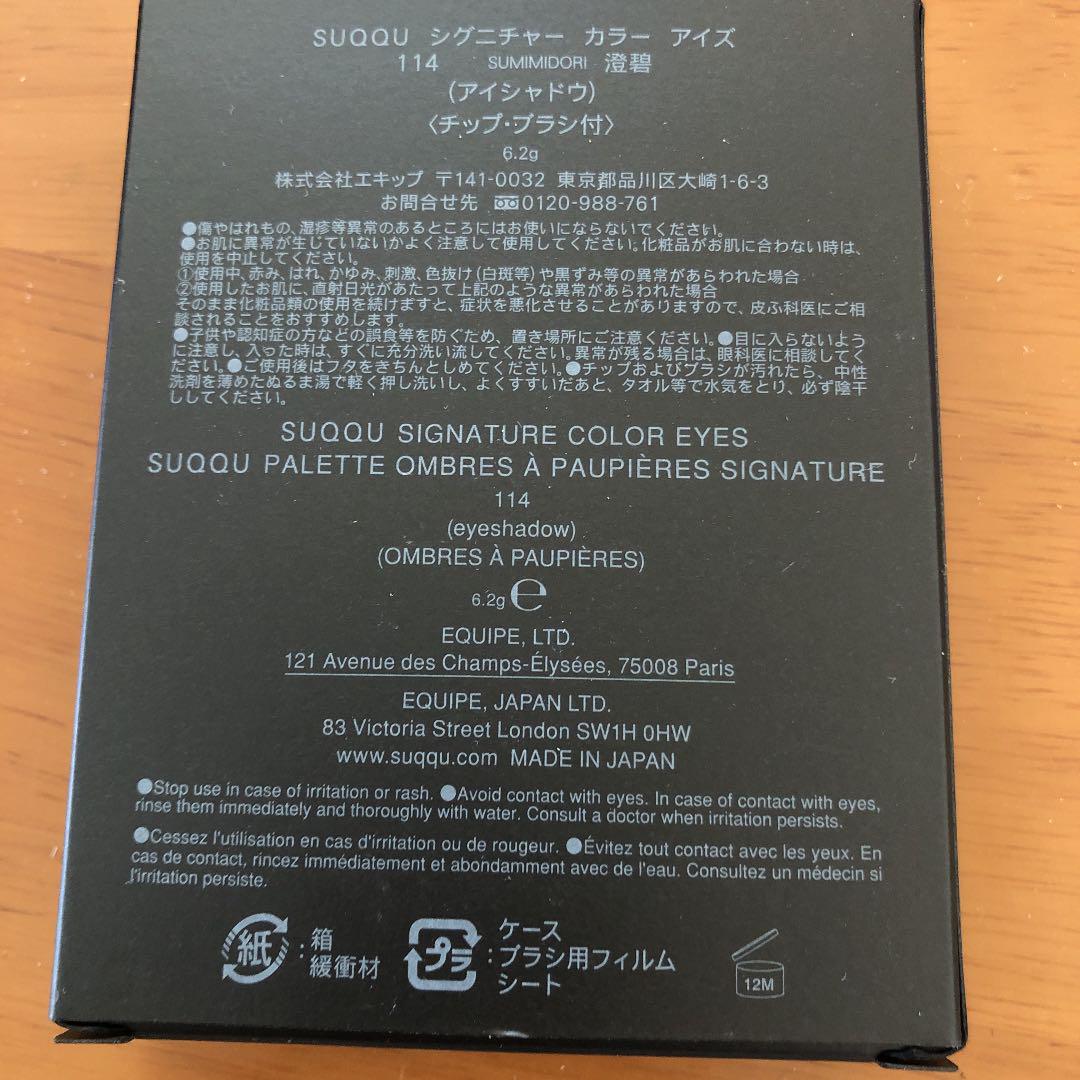 SUQQU シグニチャー カラー アイズ
114 SUMIMIDORI 澄碧
(アイシャドウ)
〈チップ・ブラシ付〉
6.2g
株式会社エキップ 〒141-0032 東京都品川区大崎1-6-3
お問合せ先 0120-988-761
●傷やはれもの、湿疹等異常のあるところにはお使いにならないでください。
●お肌に異常が生じていないかよく注意して使用してください。化粧品がお肌に合わない時は、
使用を中止してください。
①使用中、赤み、はれ、かゆみ、刺激、色抜け(白斑等)や黒ずみ等の異常があらわれた場合
②使用したお肌に、直射日光があたって上記のような異常があらわれた場合
そのまま化粧品類の使用を続けますと、症状を悪化させることがありますので、皮ふ科医にご相
談されることをおすすめします。
●子供や認知症の方などの誤食等を防ぐため、置き場所にご注意ください。●目に入らないよう
に注意し、入った時は、すぐに充分洗い流してください。異常が残る場合は、眼科医に相談してく
ださい。●ご使用後はフタをきちんとしめてください。●チップおよびブラシが汚れたら、中性
洗剤を薄めたぬるま湯で軽く押し洗いし、よくすすいだあと、タオル等で水気をとり、必ず陰干
ししてください。
SUQQU SIGNATURE COLOR EYES
SUQQU PALETTE OMBRES À PAUPIÈRES SIGNATURE
114
(eyeshadow)
(OMBRES À PAUPIÈRES)
6.2g ℮
EQUIPE, LTD.
121 Avenue des Champs-Élysées, 75008 Paris
EQUIPE, JAPAN LTD.
83 Victoria Street London SW1H 0HW
www.suqqu.com MADE IN JAPAN
●Stop use in case of irritation or rash. ●Avoid contact with eyes. In case of contact with eyes,
rinse them immediately and thoroughly with water. Consult a doctor when irritation persists.
●Cessez l'utilisation en cas d'irritation ou de rougeur. ●Évitez tout contact avec les yeux. En
cas de contact, rincez immédiatement et abondamment avec de l'eau. Consultez un médecin si
l'irritation persiste.
紙:箱
緩衝材
プラ:ケース
ブラシ用フィルム
シート
12M